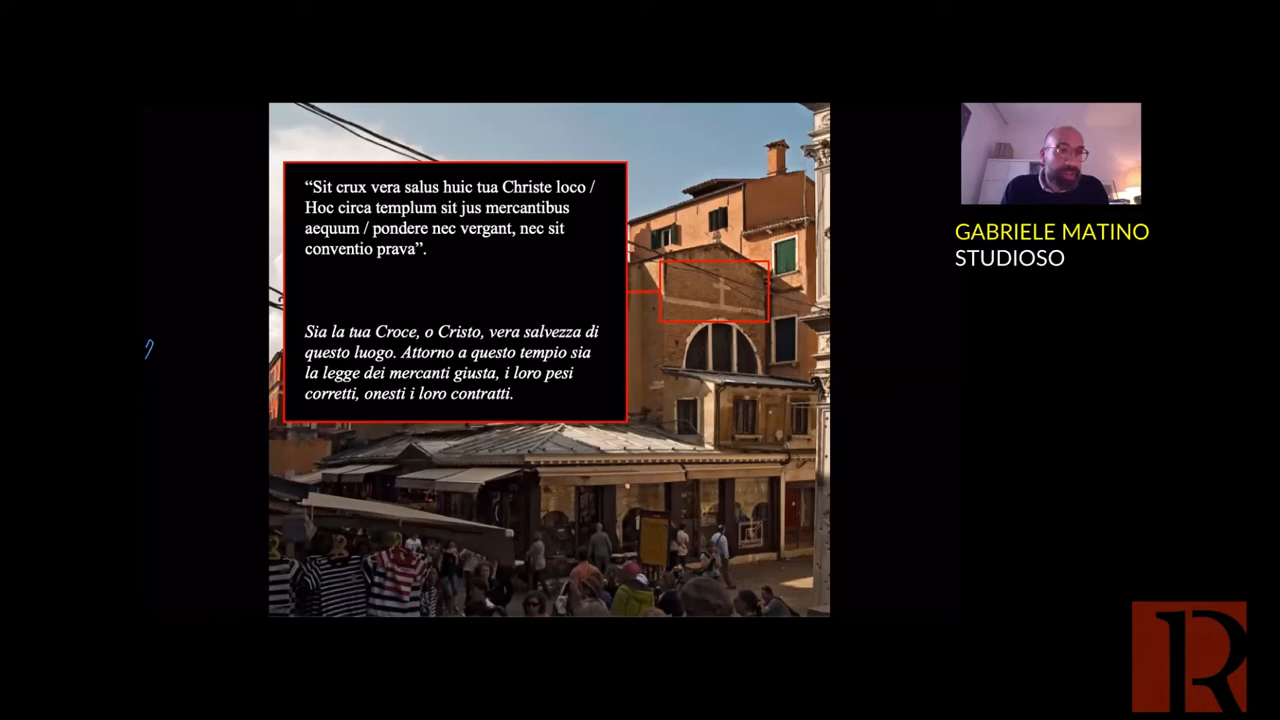 “Sit crux vera salus huic tua Christe loco /
Hoc circa templum sit jus mercantibus
aequum / pondere nec vergant, nec sit
conventio prava”.
Sia la tua Croce, o Cristo, vera salvezza di
questo luogo. Attorno a questo tempio sia
la legge dei mercanti giusta, i loro pesi
corretti, onesti i loro contratti.
GABRIELE MATINO
STUDIOSO
R